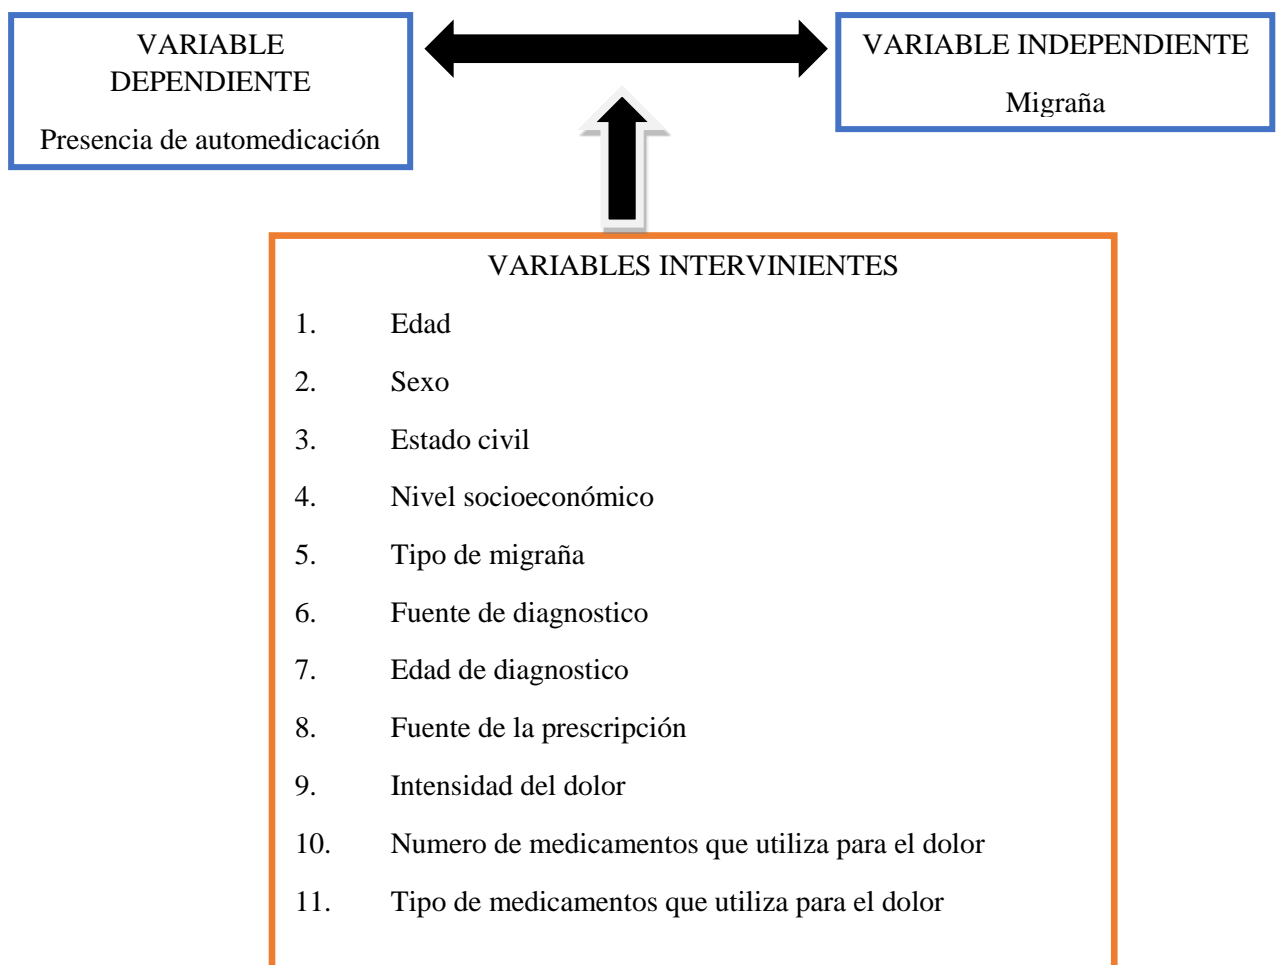 VARIABLE
DEPENDIENTE
Presencia de automedicación
VARIABLE INDEPENDIENTE
Migraña
VARIABLES INTERVINIENTES
1. Edad
2. Sexo
3. Estado civil
4. Nivel socioeconómico
5. Tipo de migraña
6. Fuente de diagnostico
7. Edad de diagnostico
8. Fuente de la prescripción
9. Intensidad del dolor
10. Numero de medicamentos que utiliza para el dolor
11. Tipo de medicamentos que utiliza para el dolor